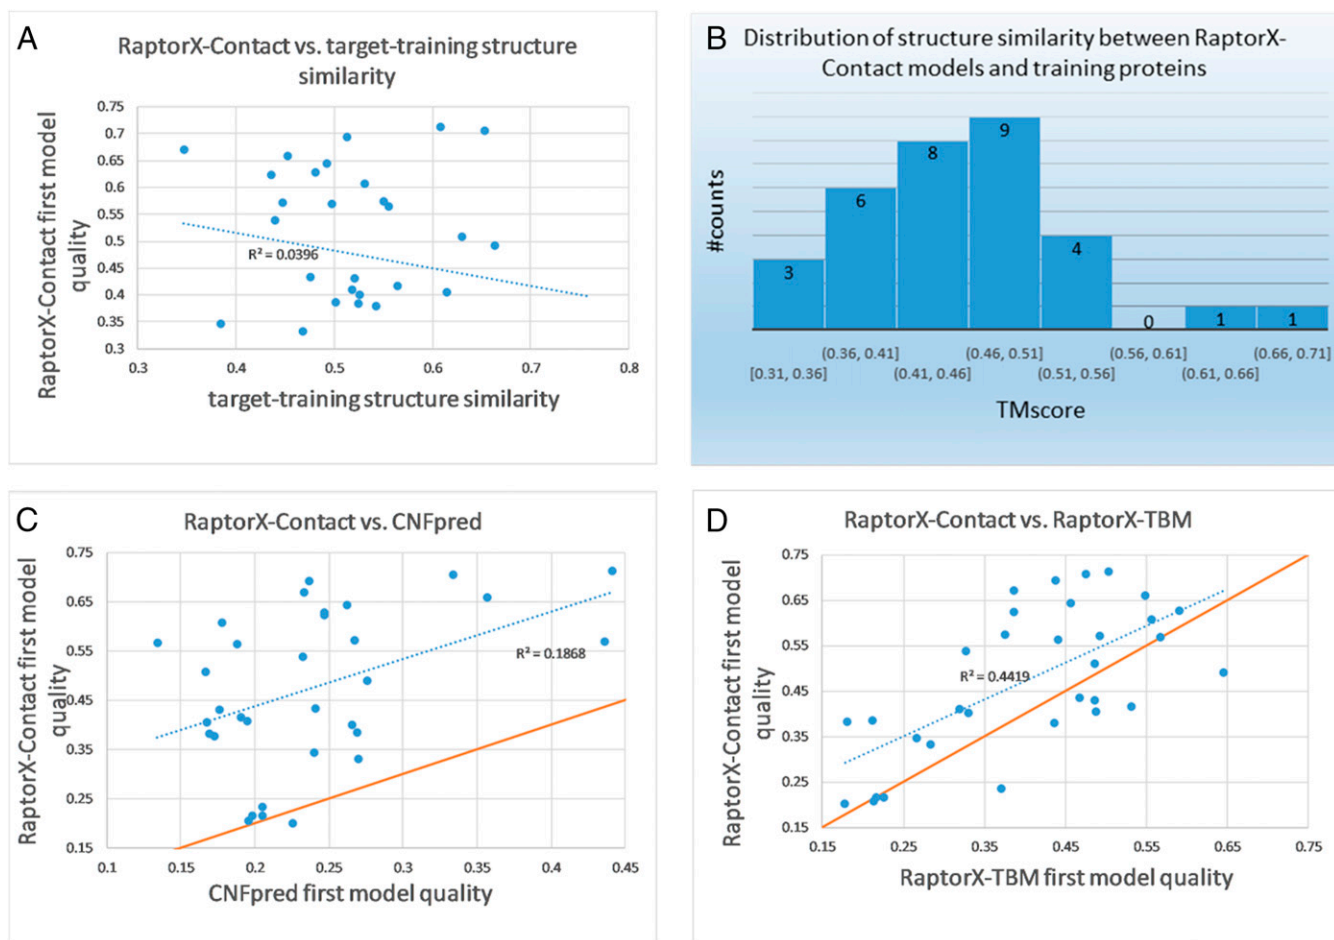 A
RaptorX-Contact vs. target-training structure
similarity
RaptorX-Contact first model
quality
0.75
0.7
0.65
0.6
0.55
0.5
0.45
0.4
0.35
0.3
R² = 0.0396
0.3 0.4 0.5 0.6 0.7 0.8
target-training structure similarity
B
Distribution of structure similarity between RaptorX-
Contact models and training proteins
#counts
3 6 8 9 4 0 1 1
(0.36, 0.41] (0.46, 0.51] (0.56, 0.61] (0.66, 0.71]
[0.31, 0.36] (0.41, 0.46] (0.51, 0.56] (0.61, 0.66]
TMscore
C
RaptorX-Contact vs. CNFpred
RaptorX-Contact first model
quality
0.75
0.65
0.55
0.45
0.35
0.25
0.15
R² = 0.1868
0.1 0.15 0.2 0.25 0.3 0.35 0.4 0.45
CNFpred first model quality
D
RaptorX-Contact vs. RaptorX-TBM
RaptorX-Contact first model
quality
0.75
0.65
0.55
0.45
0.35
0.25
0.15
R² = 0.4419
0.15 0.25 0.35 0.45 0.55 0.65 0.75
RaptorX-TBM first model quality